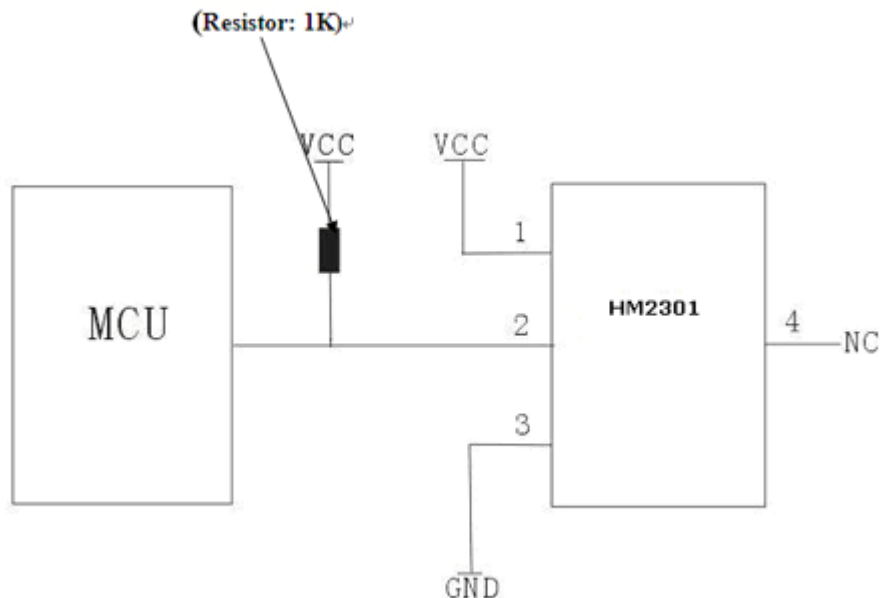 (Resistor: 1K)↵
VCC
VCC
1
MCU
2
HM2301
4
NC
3
GND